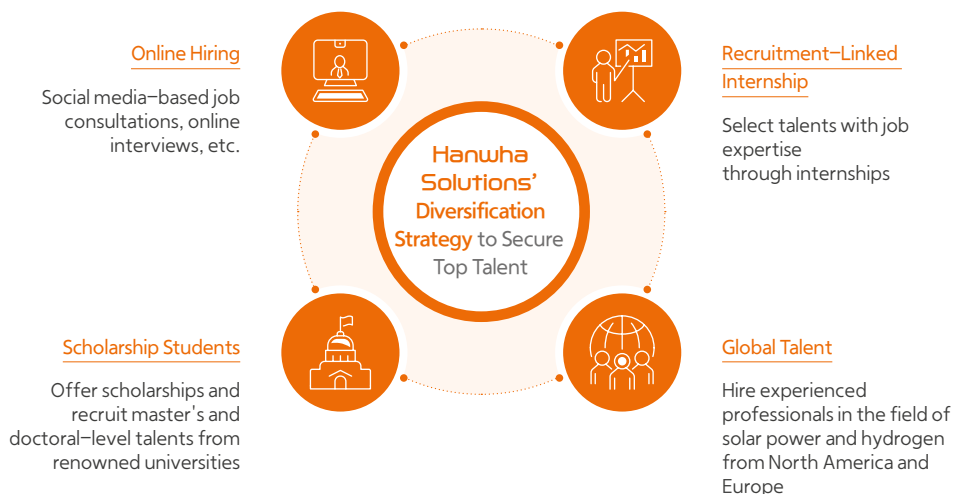 Online Hiring
Social media-based job
consultations, online
interviews, etc.
Recruitment-Linked
Internship
Select talents with job
expertise
through internships
Hanwha
Solutions'
Diversification
Strategy to Secure
Top Talent
Scholarship Students
Offer scholarships and
recruit master's and
doctoral-level talents from
renowned universities
Global Talent
Hire experienced
professionals in the field of
solar power and hydrogen
from North America and
Europe